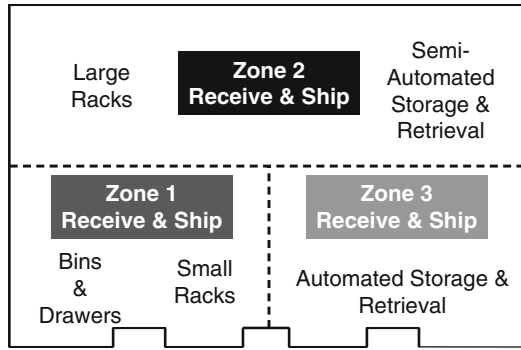 Large
Racks
Zone 2
Receive & Ship
Semi-
Automated
Storage &
Retrieval
Zone 1
Receive & Ship
Bins
&
Drawers
Small
Racks
Zone 3
Receive & Ship
Automated Storage &
Retrieval